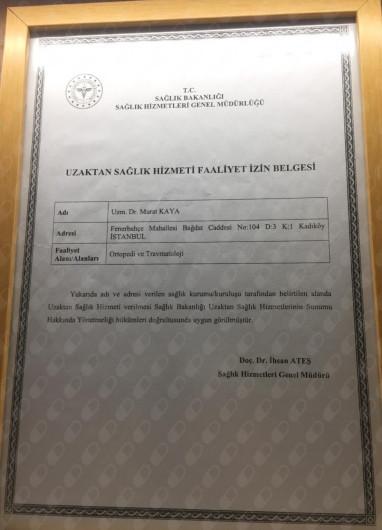 T.C.
SAĞLIK BAKANLIĞI
SAĞLIK HİZMETLERİ GENEL MÜDÜRLÜĞÜ
UZAKTAN SAĞLIK HİZMETİ FAALİYET İZİN BELGESİ
Adı Uzm. Dr. Murat KAYA
Adresi Fenerbahçe Mahallesi Bağdat Caddesi No:104 D:3 K:1 Kadıköy
İSTANBUL
Faaliyet
Alanı/Alanları Ortopedi ve Travmatoloji
Yukarıda adı ve adresi verilen sağlık kurumu/kuruluşu tarafından belirtilen alanda
Uzaktan Sağlık Hizmeti verilmesi Sağlık Bakanlığı Uzaktan Sağlık Hizmetlerinin Sunumu
Hakkında Yönetmeliği hükümleri doğrultusunda uygun görülmüştür.
Doç. Dr. İhsan ATEŞ
Sağlık Hizmetleri Genel Müdürü